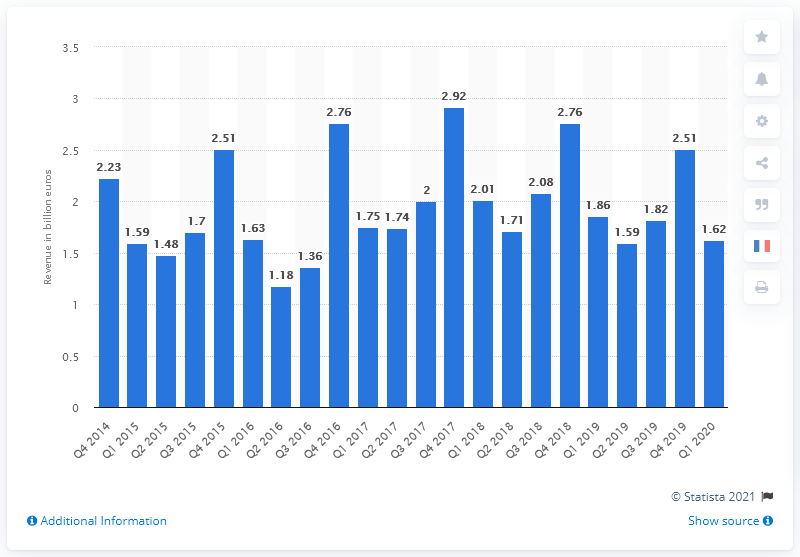 3.5
3
2.5
2
1.5
1
0.5
0
Revenue in billion euros
2.23
1.59
1.48
1.7
2.51
1.63
1.18
1.36
2.76
1.75
1.74
2
2.92
2.01
1.71
2.08
2.76
1.86
1.59
1.82
2.51
1.62
Q4 2014
Q1 2015
Q2 2015
Q3 2015
Q4 2015
Q1 2016
Q2 2016
Q3 2016
Q4 2016
Q1 2017
Q2 2017
Q3 2017
Q4 2017
Q1 2018
Q2 2018
Q3 2018
Q4 2018
Q1 2019
Q2 2019
Q3 2019
Q4 2019
Q1 2020
© Statista 2021
Additional Information
Show source